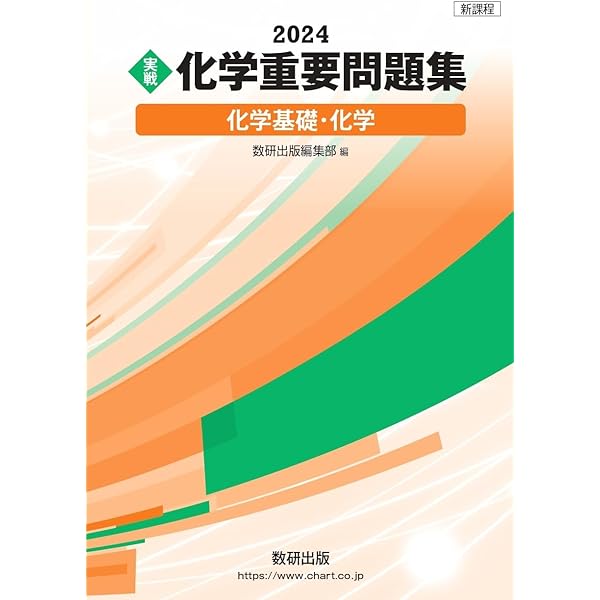 新課程
2024
実戦 化学重要問題集
化学基礎・化学
数研出版編集部 編
数研出版
https://www.chart.co.jp